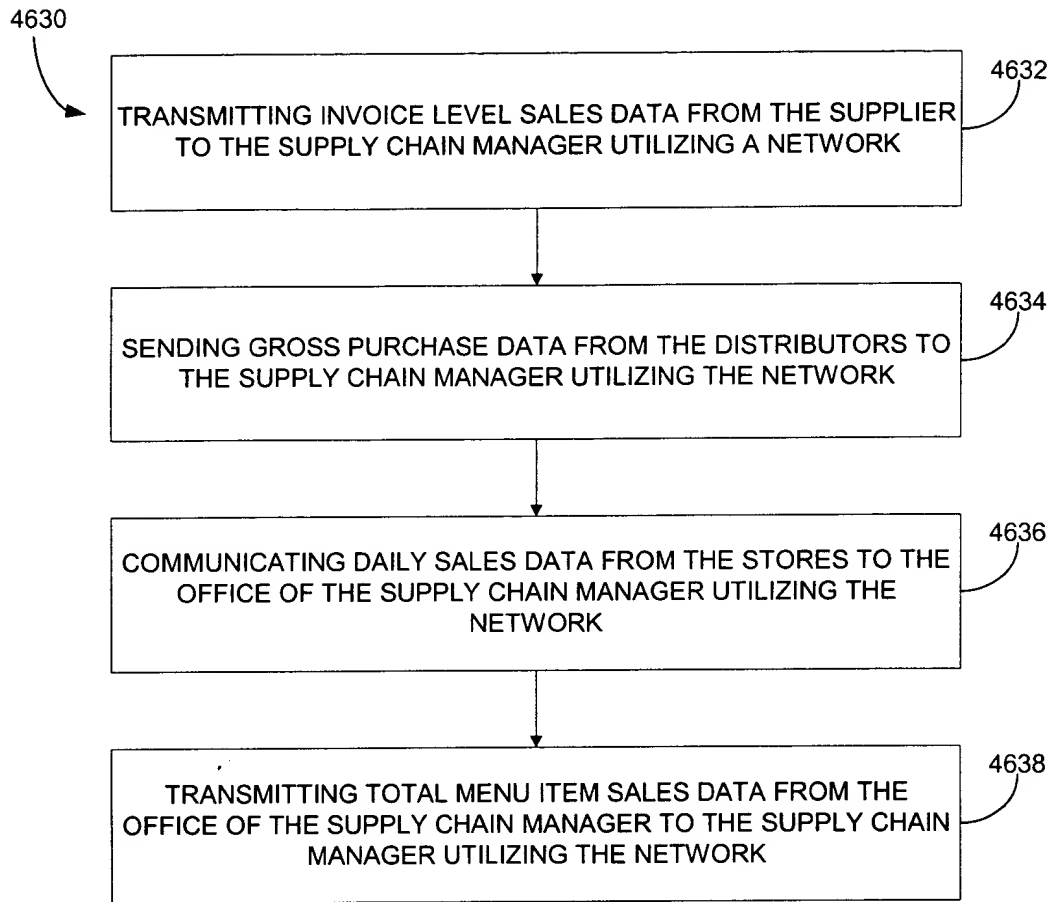 4630
4632
TRANSMITTING INVOICE LEVEL SALES DATA FROM THE SUPPLIER
TO THE SUPPLY CHAIN MANAGER UTILIZING A NETWORK
4634
SENDING GROSS PURCHASE DATA FROM THE DISTRIBUTORS TO
THE SUPPLY CHAIN MANAGER UTILIZING THE NETWORK
4636
COMMUNICATING DAILY SALES DATA FROM THE STORES TO THE
OFFICE OF THE SUPPLY CHAIN MANAGER UTILIZING THE
NETWORK
4638
TRANSMITTING TOTAL MENU ITEM SALES DATA FROM THE
OFFICE OF THE SUPPLY CHAIN MANAGER TO THE SUPPLY CHAIN
MANAGER UTILIZING THE NETWORK